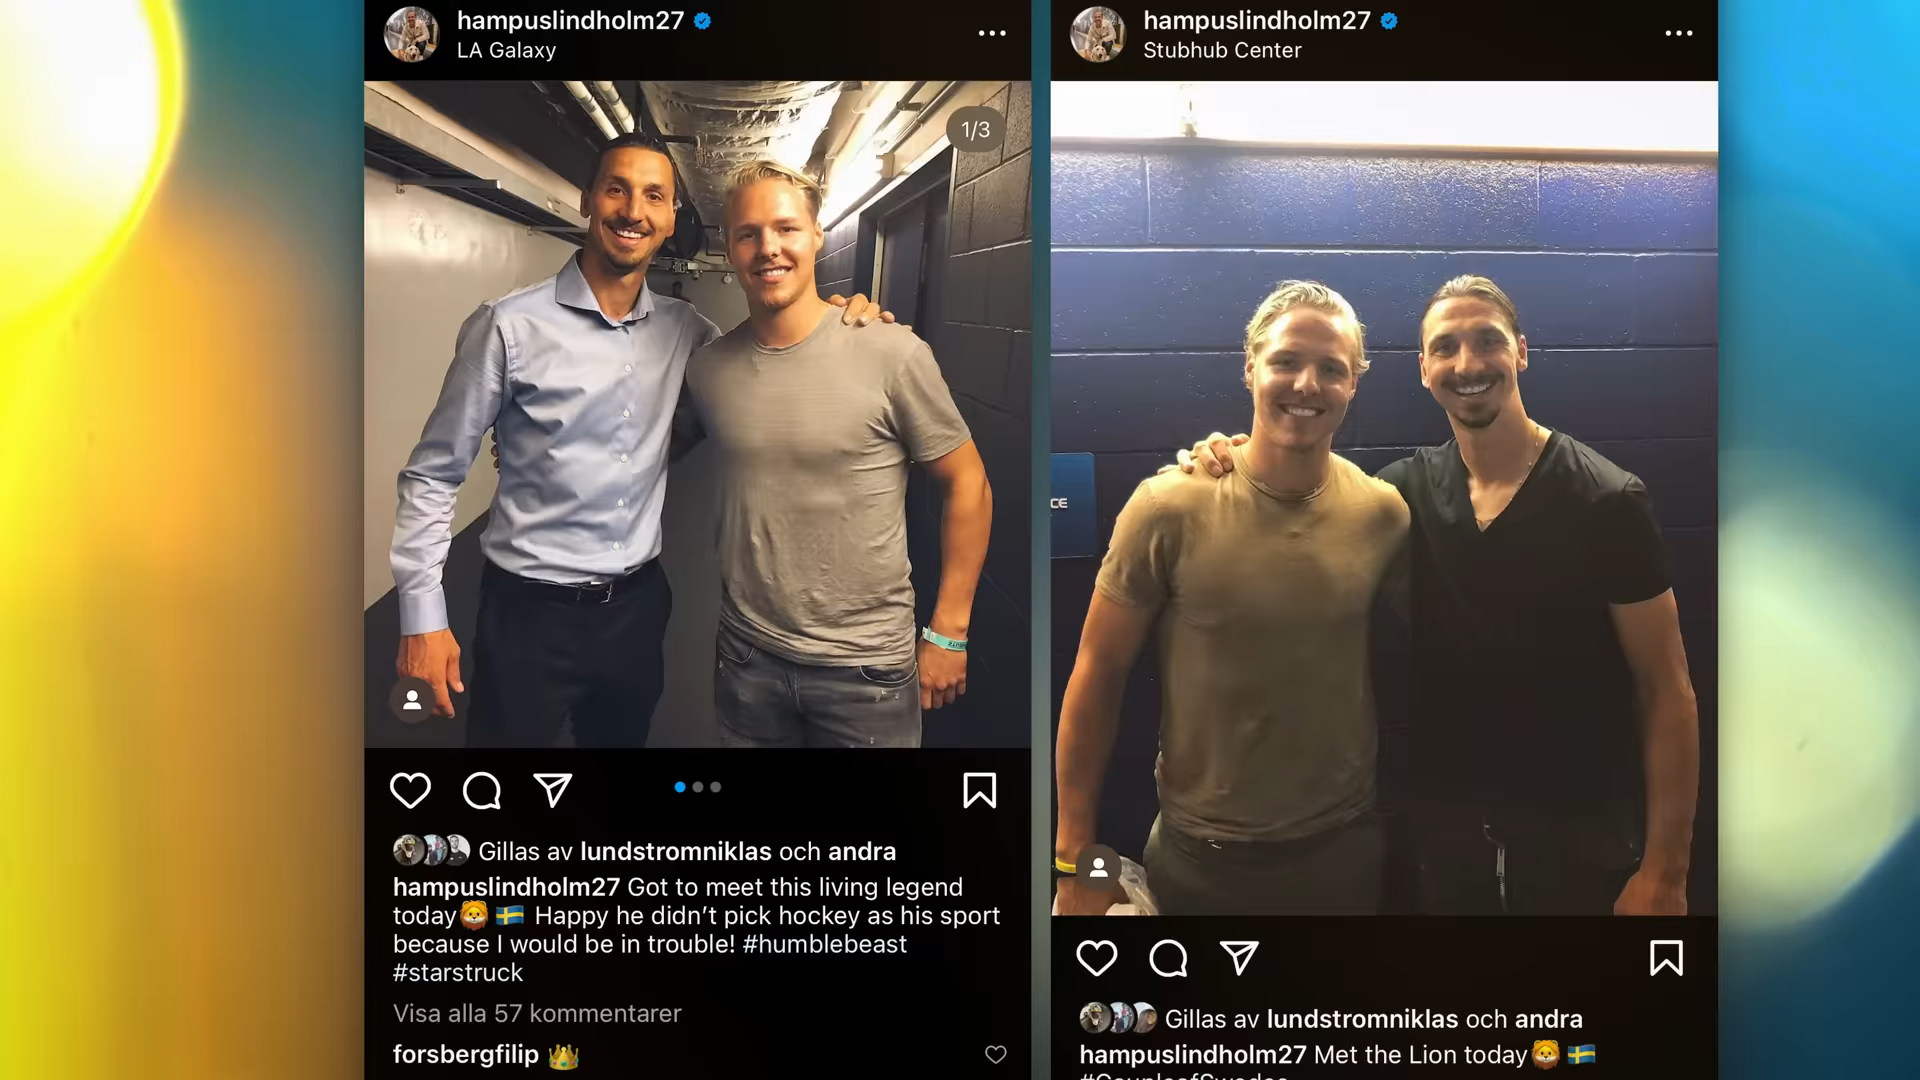 hampuslindholm27
LA Galaxy
1/3
Gillas av lundstromniklas och andra
hampuslindholm27 Got to meet this living legend
today🦁🇸🇪 Happy he didn’t pick hockey as his sport
because I would be in trouble! #humblebeast
#starstruck
Visa alla 57 kommentarer
forsbergfilip 👑
hampuslindholm27
Stubhub Center
CE
Gillas av lundstromniklas och andra
hampuslindholm27 Met the Lion today🦁🇸🇪